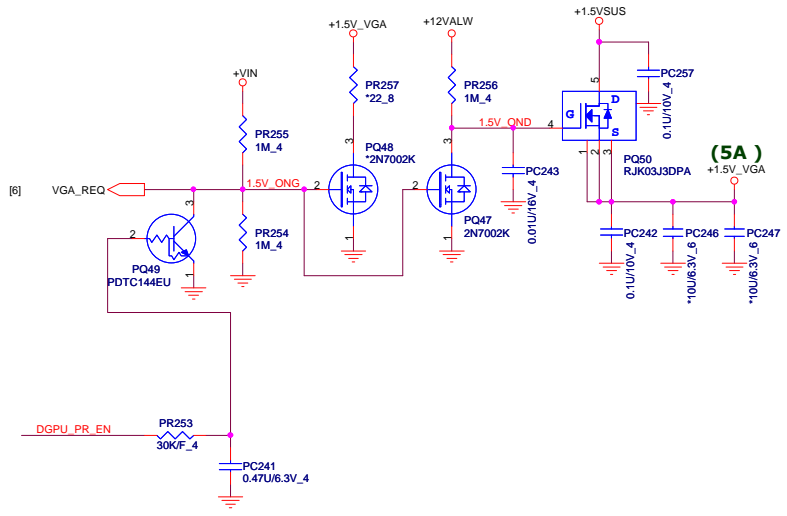 +1.5VSUS
+1.5V_VGA
+12VALW
+VIN
PR257
*22_8
PR256
1M_4
PC257
0.1U/10V_4
5
D
G
S
4
1.5V_OND
1
2
3
PQ50
RJK03J3DPA
(5A )
+1.5V_VGA
PR255
1M_4
3
PQ48
*2N7002K
2
1
3
2
1
PQ47
2N7002K
PC243
0.01U/16V_4
[6]
VGA_REQ
1.5V_ONG
3
2
1
PQ49
PDTC144EU
PR254
1M_4
PC242
0.1U/10V_4
PC246
*10U/6.3V_6
PC247
*10U/6.3V_6
DGPU_PR_EN
PR253
30K/F_4
PC241
0.47U/6.3V_4